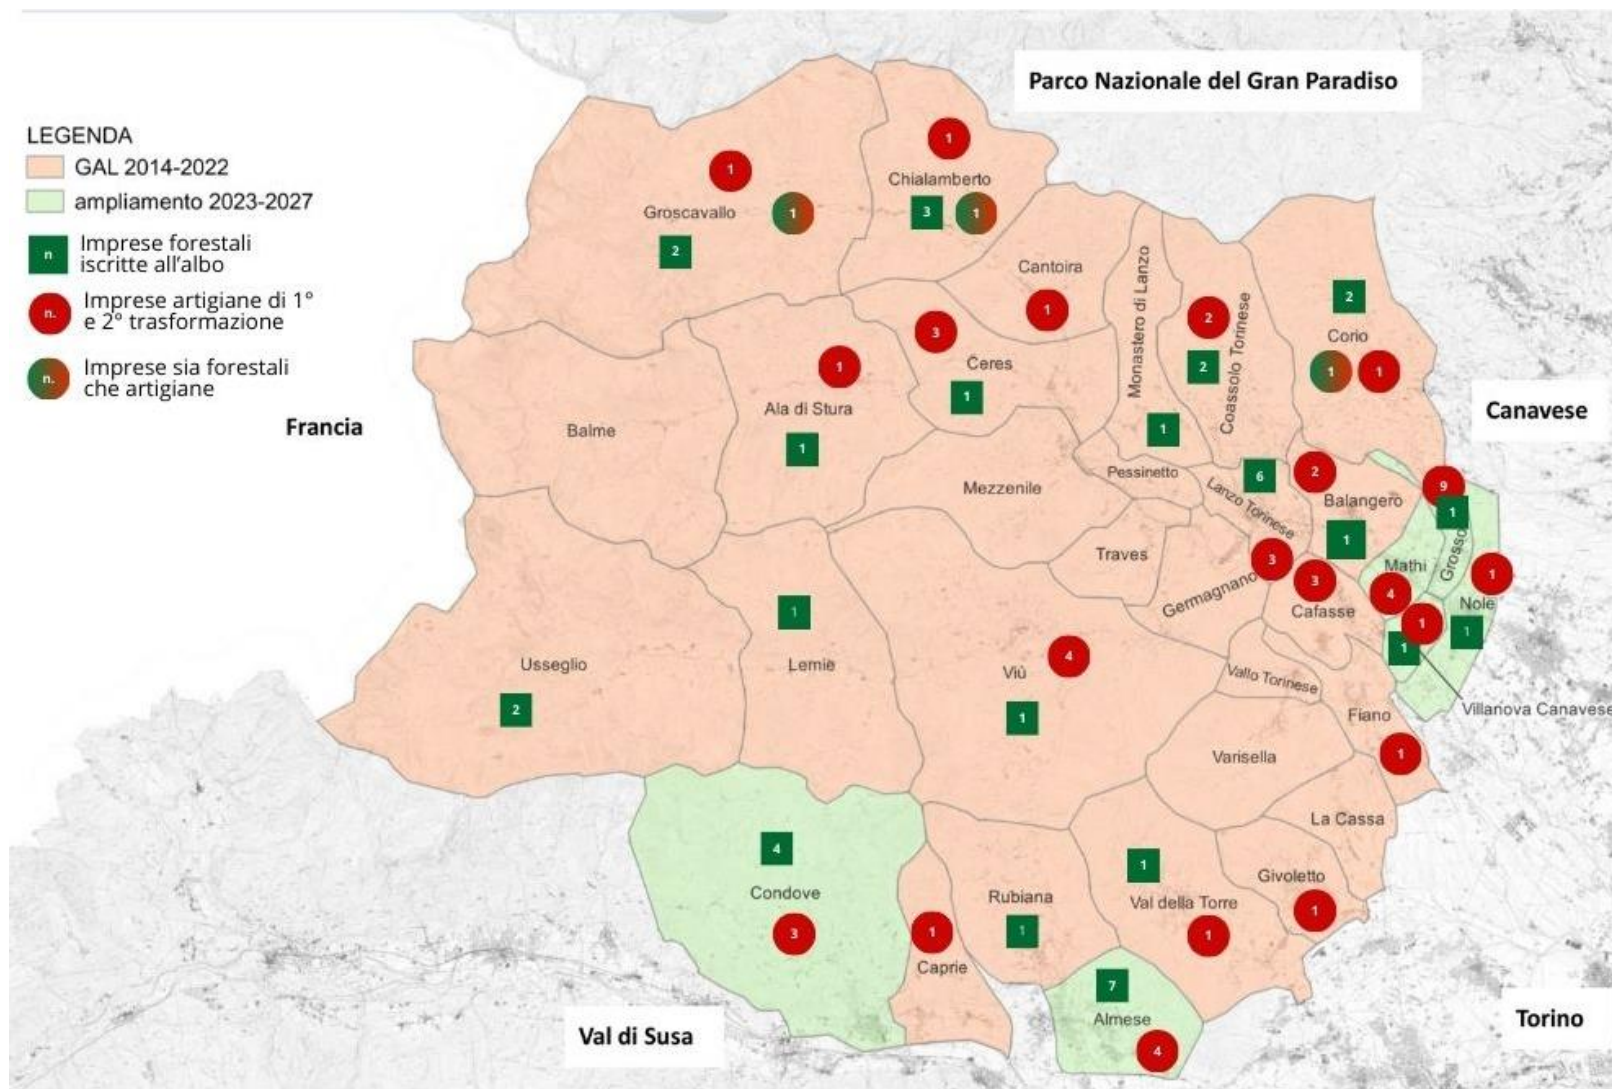 Parco Nazionale del Gran Paradiso
LEGENDA
GAL 2014-2022
ampliamento 2023-2027
n
Imprese forestali
iscritte all'albo
n.
Imprese artigiane di 1°
e 2° trasformazione
n.
Imprese sia forestali
che artigiane
Francia
Canavese
Val di Susa
Torino
1
Groscavallo
1
2
1
Chialamberto
3
1
Cantoira
1
Monastero di Lanzo
1
2
2
Coassolo Torinese
2
Corio
1
1
3
Ceres
1
1
Ala di Stura
1
Balme
Mezzenile
Pessinetto
6
Lanzo Torinese
3
2
Balangero
1
9
1
Grosso
Mathi
4
1
Nole
1
1
1
Villanova Canavese
Traves
Germagnano
3
Cafasse
1
Lemie
Usseglio
2
4
Viù
1
Vallo Torinese
Fiano
1
Varisella
La Cassa
Givoletto
1
4
Condove
3
1
Caprie
Rubiana
1
1
Val della Torre
1
7
Almese
4